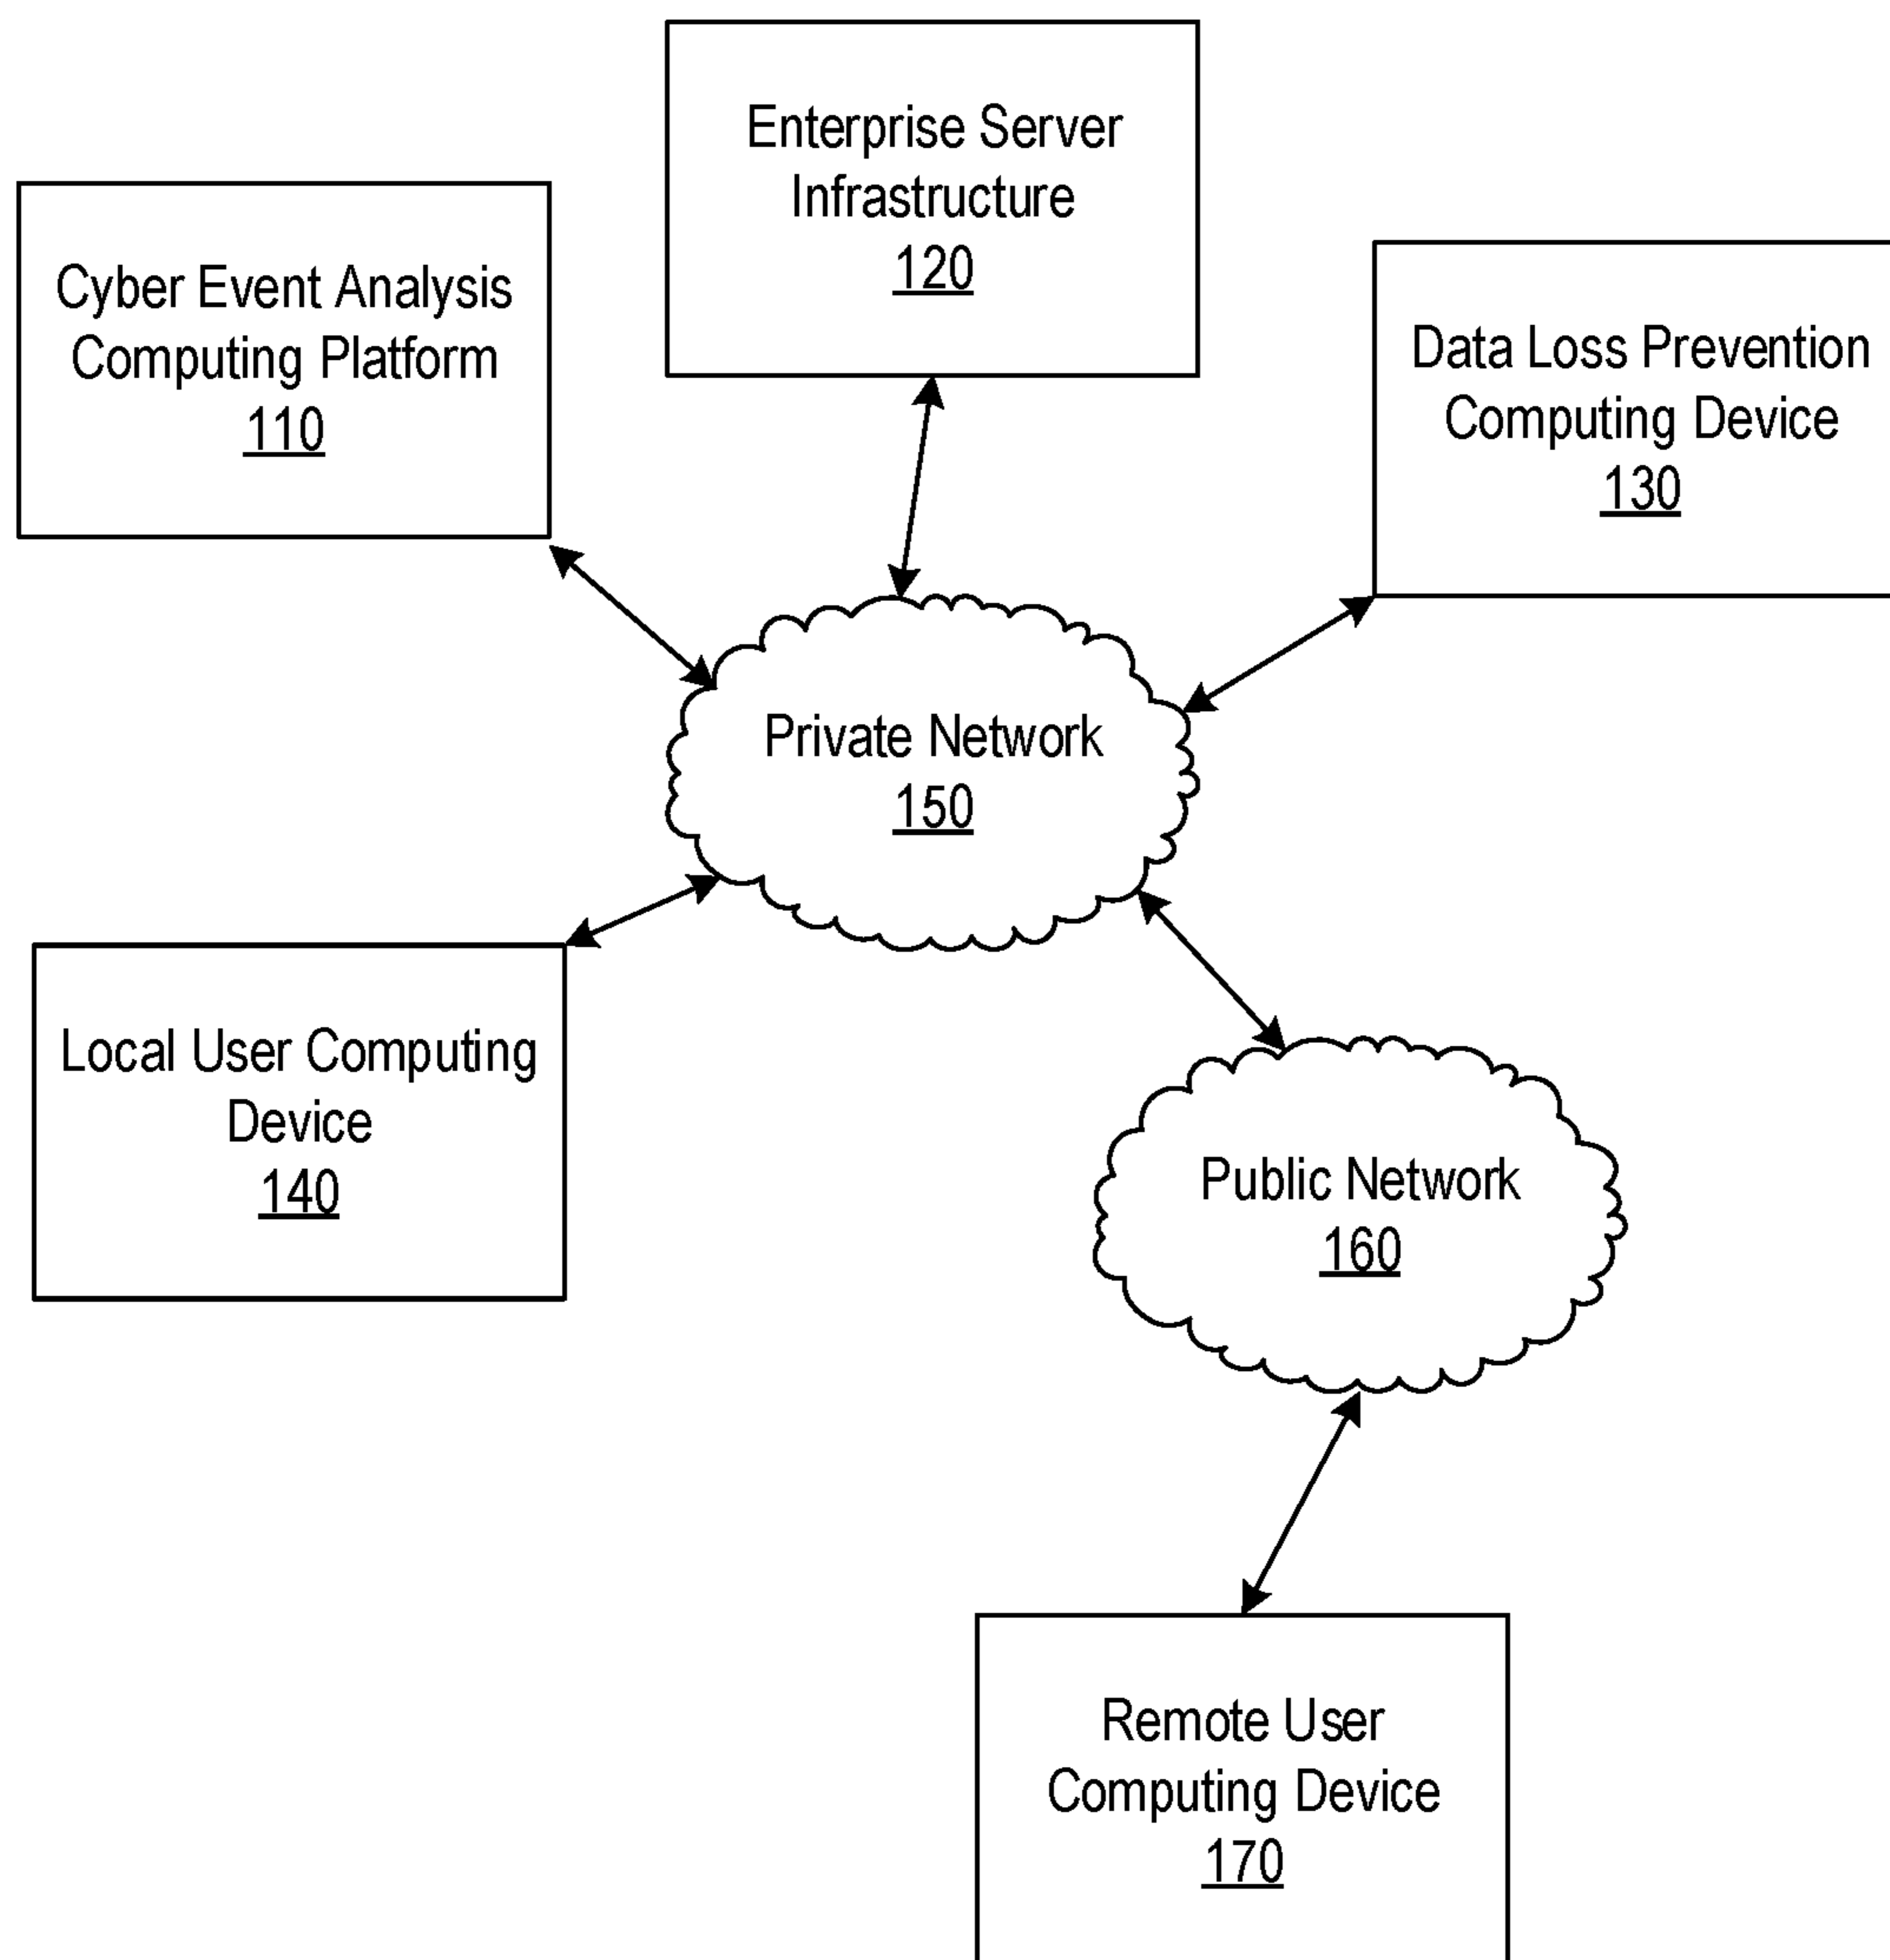 Enterprise Server
Infrastructure
120
Cyber Event Analysis
Computing Platform
110
Data Loss Prevention
Computing Device
130
Private Network
150
Local User Computing
Device
140
Public Network
160
Remote User
Computing Device
170